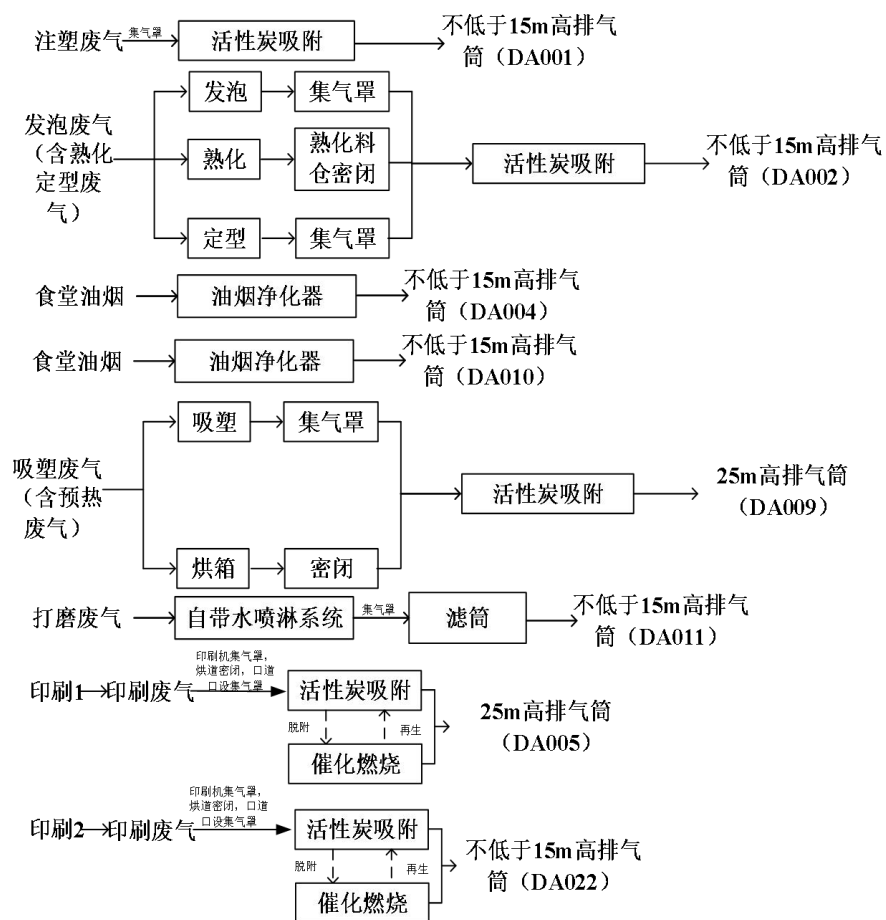 注塑废气
集气罩
活性炭吸附
不低于15m高排气
筒（DA001）
发泡废气
（含熟化
定型废
气）
发泡
集气罩
熟化
熟化料
仓密闭
定型
集气罩
活性炭吸附
不低于15m高排气
筒（DA002）
食堂油烟
油烟净化器
不低于15m高排气
筒（DA004）
食堂油烟
油烟净化器
不低于15m高排气
筒（DA010）
吸塑废气
（含预热
废气）
吸塑
集气罩
烘箱
密闭
活性炭吸附
25m高排气筒
（DA009）
打磨废气
自带水喷淋系统
集气罩
滤筒
不低于15m高排气
筒（DA011）
印刷1
印刷废气
印刷机集气罩，
烘道密闭，口道
口设集气罩
活性炭吸附
脱附
再生
催化燃烧
25m高排气筒
（DA005）
印刷2
印刷废气
印刷机集气罩，
烘道密闭，口道
口设集气罩
活性炭吸附
脱附
再生
催化燃烧
不低于15m高排气
筒（DA022）